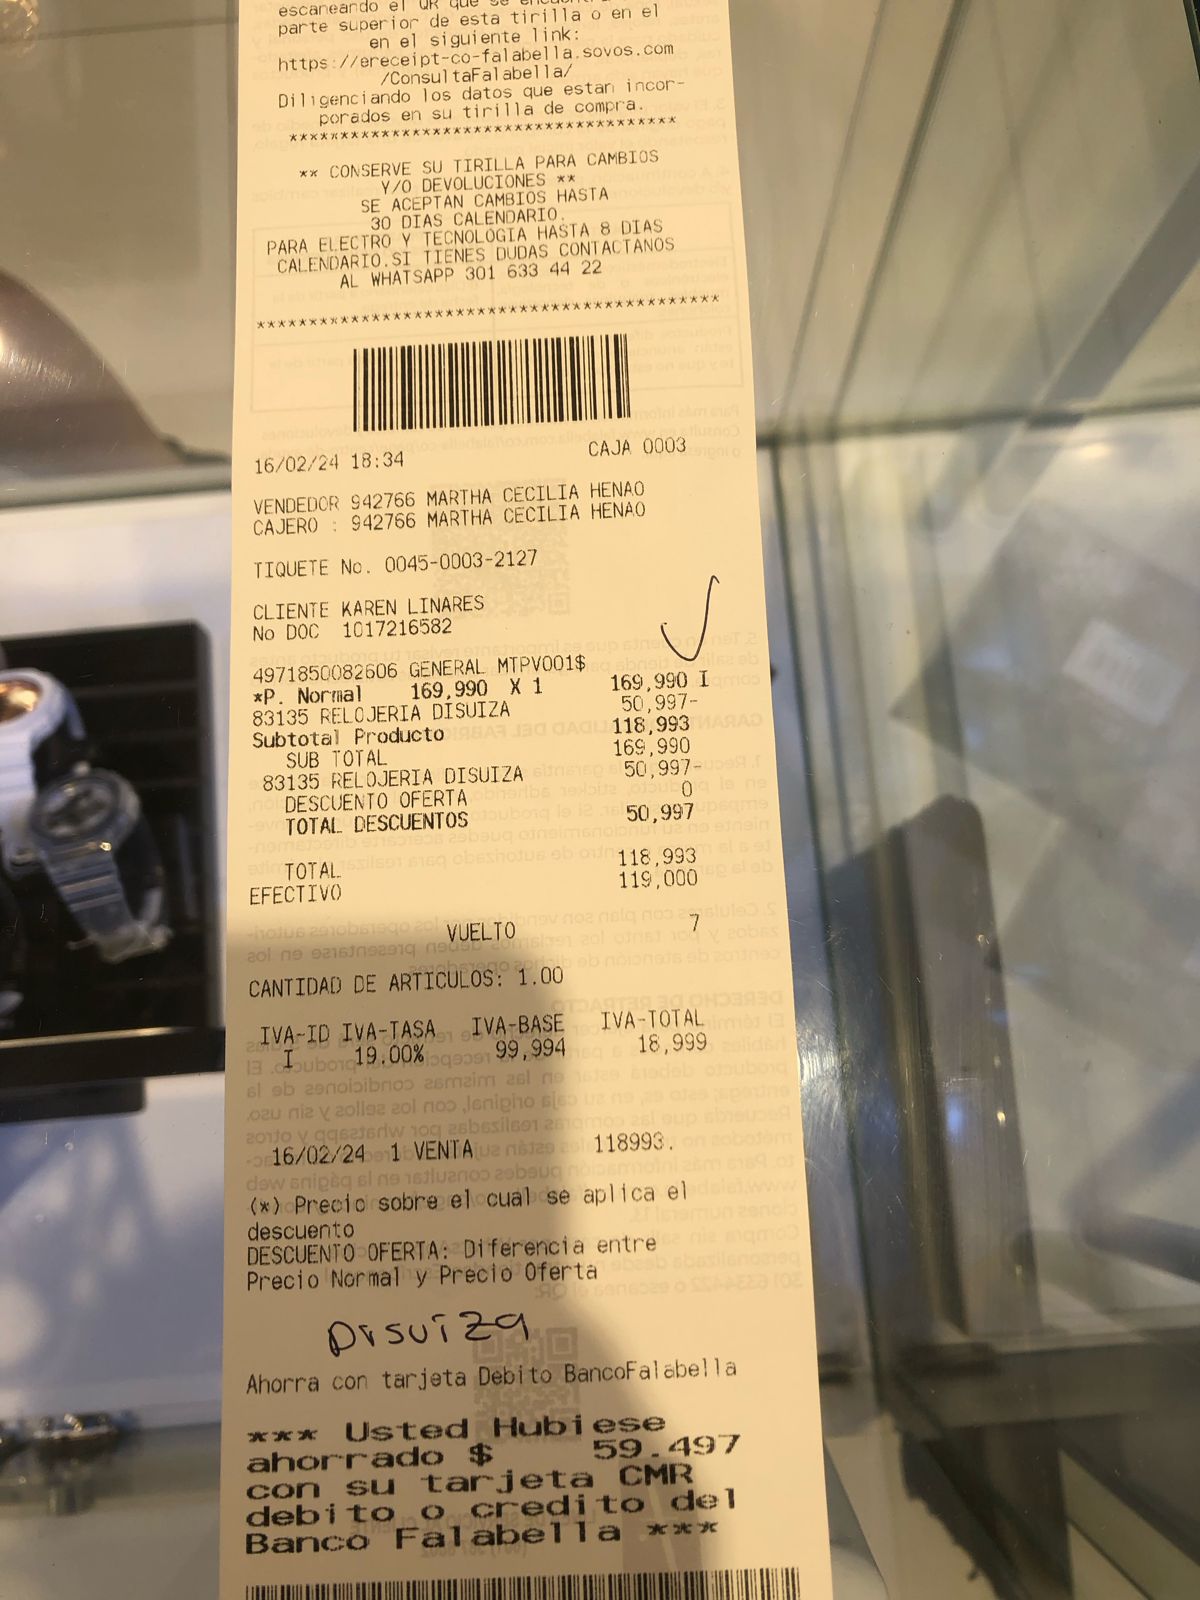 escaneando el QR que se
parte superior de esta tirilla o en el
en el siguiente link:
https://ereceipt-co-falabella.sovos.com
/ConsultaFalabella/
Diligenciando los datos que estan incor-
porados en su tirilla de compra.
***********************************
** CONSERVE SU TIRILLA PARA CAMBIOS
Y/O DEVOLUCIONES **
SE ACEPTAN CAMBIOS HASTA
30 DIAS CALENDARIO.
PARA ELECTRO Y TECNOLOGIA HASTA 8 DIAS
CALENDARIO.SI TIENES DUDAS CONTACTANOS
AL WHATSAPP 301 633 44 22
******************************************
16/02/24 18:34 CAJA 0003
VENDEDOR 942766 MARTHA CECILIA HENAO
CAJERO : 942766 MARTHA CECILIA HENAO
TIQUETE No. 0045-0003-2127
CLIENTE KAREN LINARES
No DOC 1017216582
4971850082606 GENERAL MTPV001$
*P. Normal 169,990 X 1 169,990 I
83135 RELOJERIA DISUIZA 50,997-
Subtotal Producto 118,993
SUB TOTAL 169,990
83135 RELOJERIA DISUIZA 50,997-
DESCUENTO OFERTA 0
TOTAL DESCUENTOS 50,997
TOTAL 118,993
EFECTIVO 119,000
VUELTO 7
CANTIDAD DE ARTICULOS: 1.00
IVA-ID IVA-TASA IVA-BASE IVA-TOTAL
I 19.00% 99,994 18,999
16/02/24 1 VENTA 118993.
(*) Precio sobre el cual se aplica el
descuento
DESCUENTO OFERTA: Diferencia entre
Precio Normal y Precio Oferta
Disuiza
Ahorra con tarjeta Debito BancoFalabella
*** Usted Hubiese
ahorrado $ 59.497
con su tarjeta CMR
debito o credito del
Banco Falabella ***